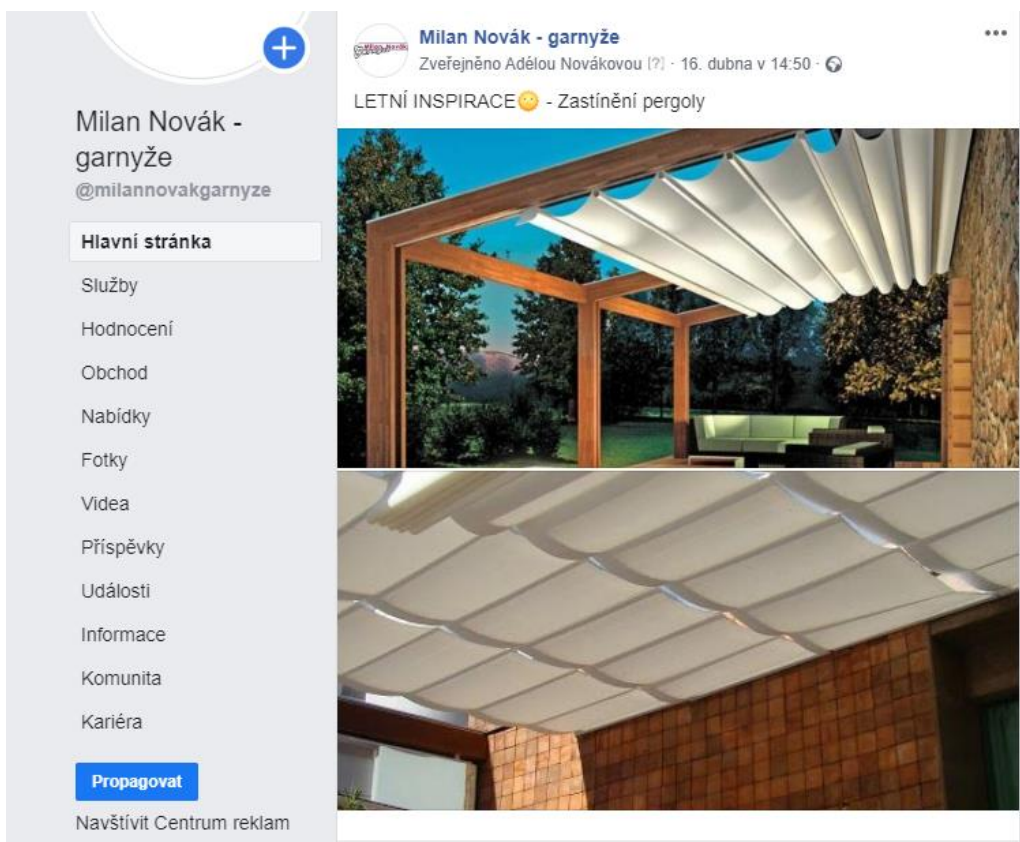 Milan Novák -
garnyže
@milannovakgarnyze
Hlavní stránka
Služby
Hodnocení
Obchod
Nabídky
Fotky
Videa
Příspěvky
Události
Informace
Komunita
Kariéra
Propagovat
Navštívit Centrum reklam
Milan Novák - garnyže
Zveřejněno Adélou Novákovou [?] · 16. dubna v 14:50 ·
LETNÍ INSPIRACE😶 - Zastínění pergoly